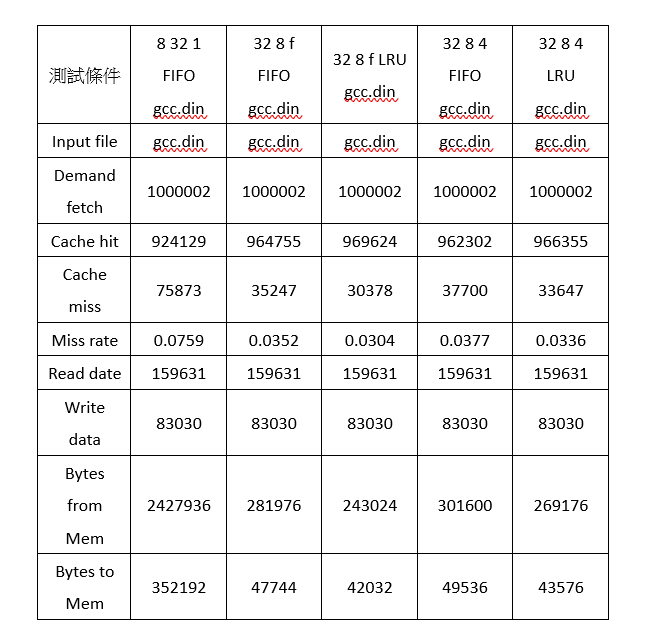 測試條件
8 32 1
FIFO
gcc.din
32 8 f
FIFO
gcc.din
32 8 f LRU
gcc.din
32 8 4
FIFO
gcc.din
32 8 4
LRU
gcc.din
Input file
gcc.din
gcc.din
gcc.din
gcc.din
gcc.din
Demand
fetch
1000002
1000002
1000002
1000002
1000002
Cache hit
924129
964755
969624
962302
966355
Cache
miss
75873
35247
30378
37700
33647
Miss rate
0.0759
0.0352
0.0304
0.0377
0.0336
Read date
159631
159631
159631
159631
159631
Write
data
83030
83030
83030
83030
83030
Bytes
from
Mem
2427936
281976
243024
301600
269176
Bytes to
Mem
352192
47744
42032
49536
43576